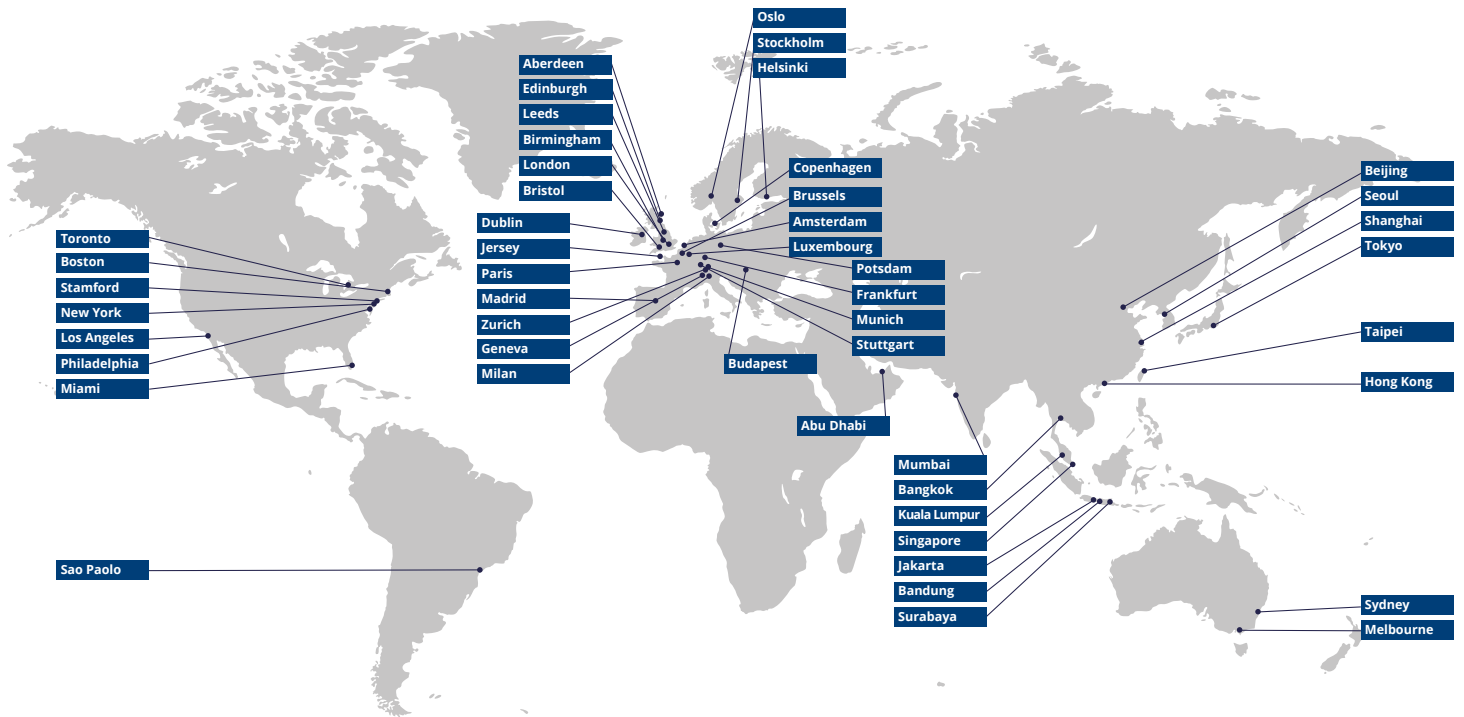 Oslo
Stockholm
Helsinki
Aberdeen
Edinburgh
Leeds
Birmingham
London
Bristol
Copenhagen
Brussels
Amsterdam
Luxembourg
Dublin
Jersey
Paris
Madrid
Zurich
Geneva
Milan
Potsdam
Frankfurt
Munich
Stuttgart
Budapest
Abu Dhabi
Toronto
Boston
Stamford
New York
Los Angeles
Philadelphia
Miami
Sao Paolo
Beijing
Seoul
Shanghai
Tokyo
Taipei
Hong Kong
Mumbai
Bangkok
Kuala Lumpur
Singapore
Jakarta
Bandung
Surabaya
Sydney
Melbourne